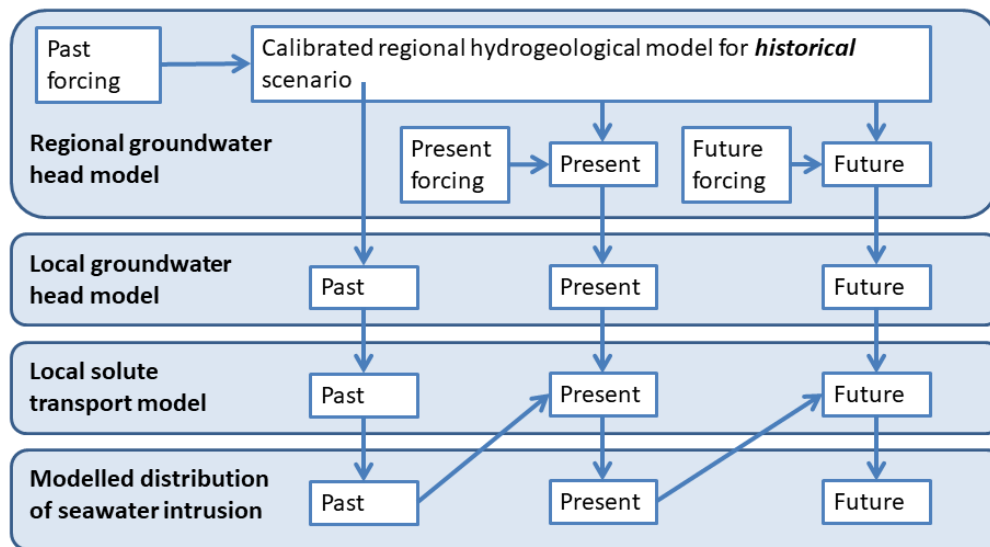 Past
forcing
Calibrated regional hydrogeological model for historical
scenario
Regional groundwater
head model
Present
forcing
Present
Future
forcing
Future
Local groundwater
head model
Past
Present
Future
Local solute
transport model
Past
Present
Future
Modelled distribution
of seawater intrusion
Past
Present
Future